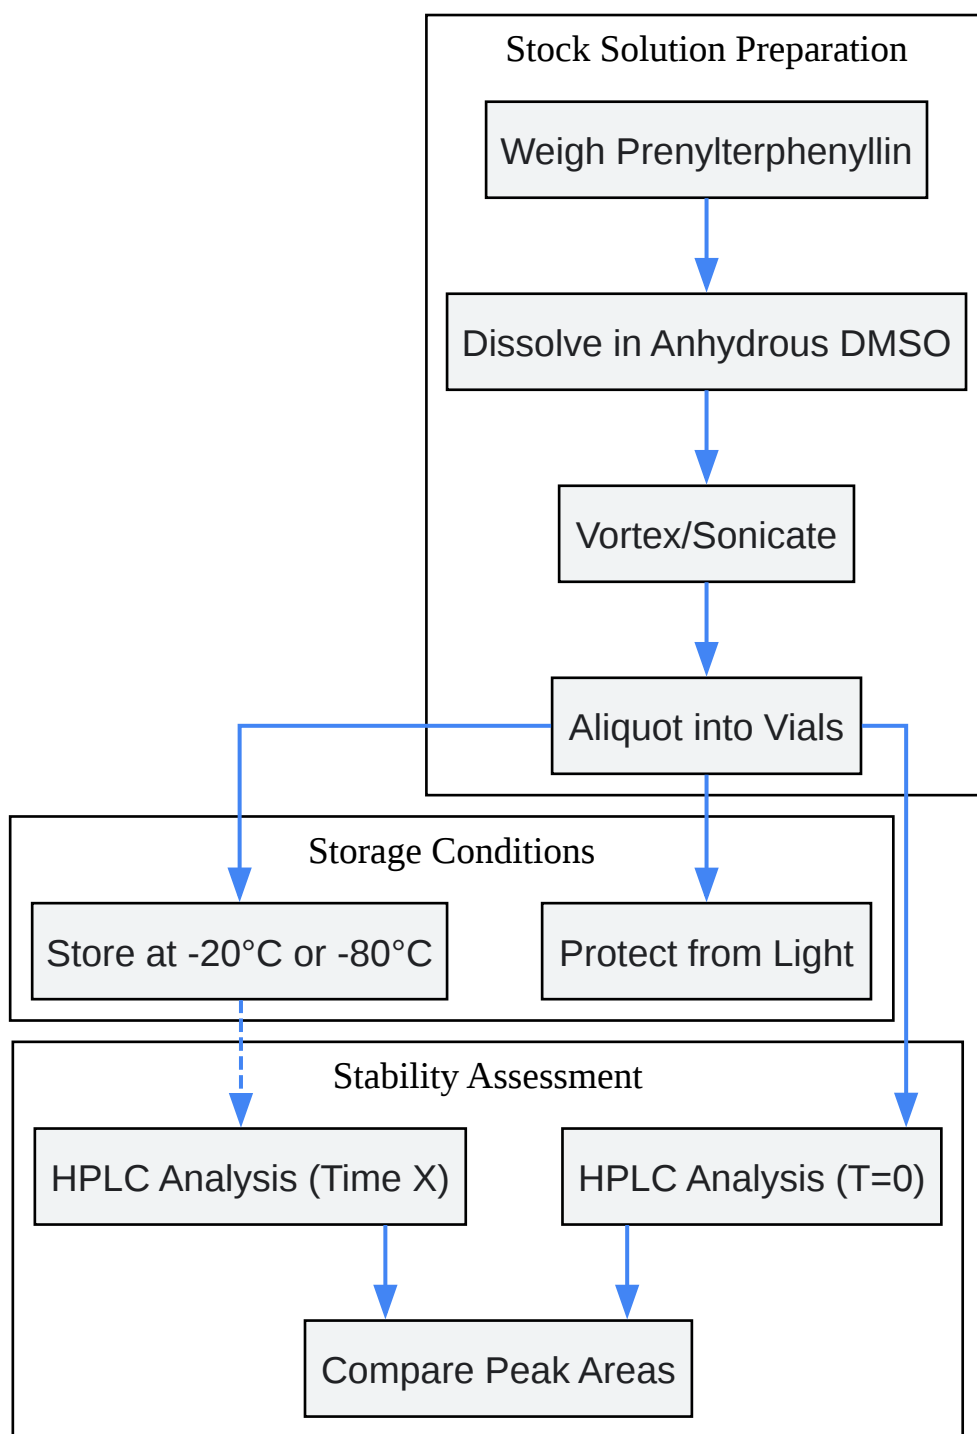 Stock Solution Preparation
Weigh Prenylterphenyllin
Dissolve in Anhydrous DMSO
Vortex/Sonicate
Aliquot into Vials
Storage Conditions
Store at -20°C or -80°C
Protect from Light
Stability Assessment
HPLC Analysis (Time X)
HPLC Analysis (T=0)
Compare Peak Areas